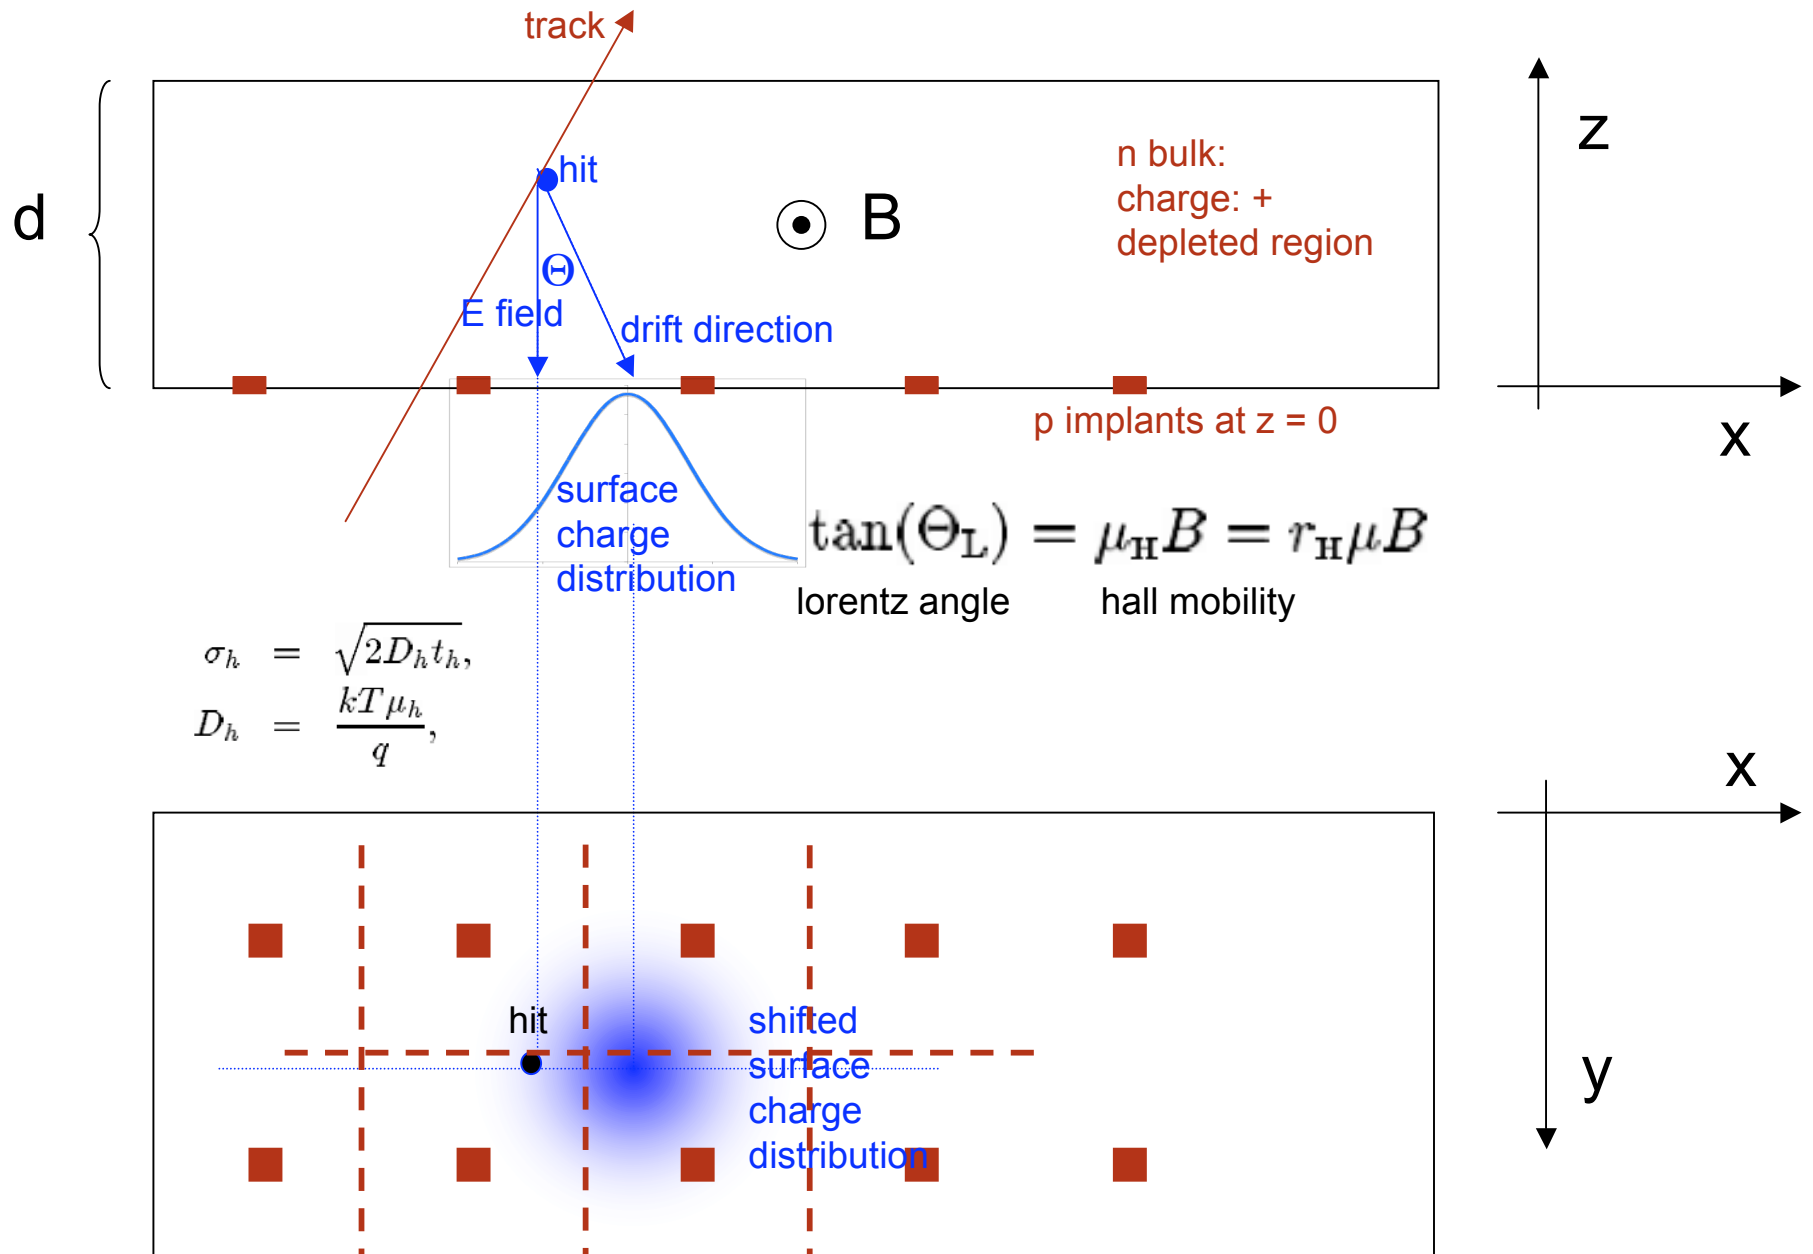 track
z
hit
n bulk:
charge: +
depleted region
d
B
Θ
E field
drift direction
p implants at z = 0
x
surface
charge
distribution
tan(Θ_L) = μ_H B = r_H μB
lorentz angle
hall mobility
σ_h = √(2D_h t_h),
D_h = kTμ_h / q,
x
hit
shifted
surface
charge
distribution
y